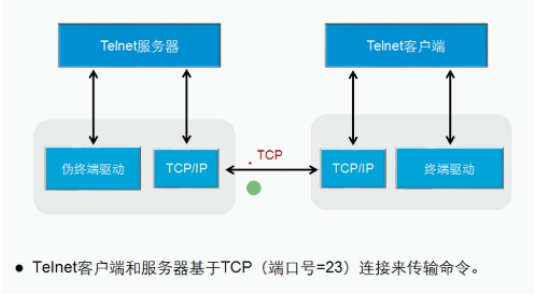 Telnet服务器
Telnet客户端
伪终端驱动
TCP/IP
TCP
TCP/IP
终端驱动
● Telnet客户端和服务器基于TCP（端口号=23）连接来传输命令。